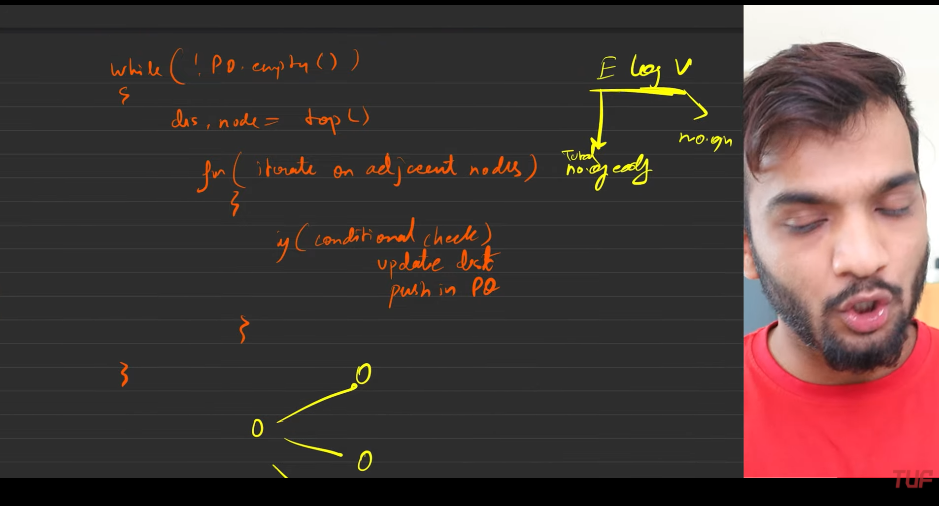 while ( ! PQ.empty() )
{
dis, node = top()
for ( iterate on adjacent nodes )
{
if ( conditional check )
update dist
push in PQ
}
}
E log V
Total
no. of edges
no. on
TUF